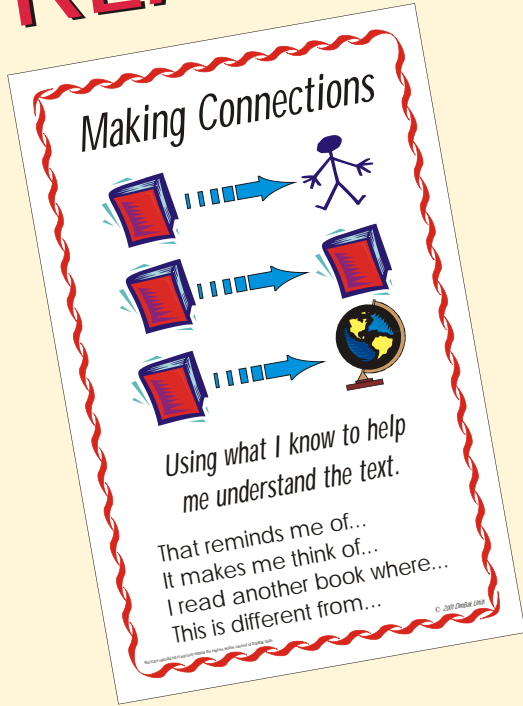 Making Connections
Using what I know to help
me understand the text.
That reminds me of...
It makes me think of...
I read another book where...
This is different from...